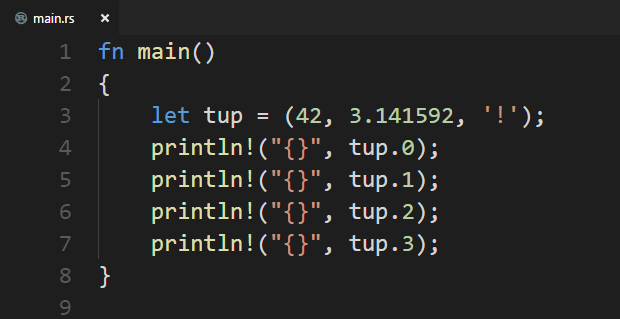 main.rs ×
1 fn main()
2 {
3     let tup = (42, 3.141592, '!');
4     println!("{}", tup.0);
5     println!("{}", tup.1);
6     println!("{}", tup.2);
7     println!("{}", tup.3);
8 }
9